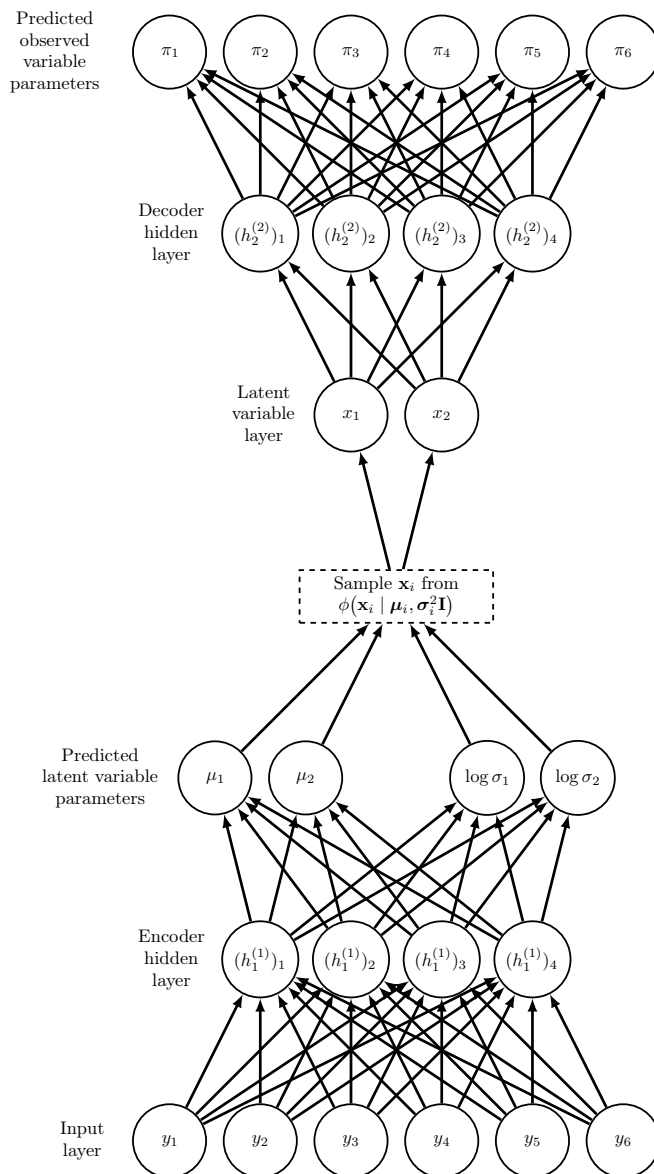 Predicted
observed
variable
parameters
π₁ π₂ π₃ π₄ π₅ π₆
Decoder
hidden
layer
(h₂⁽²⁾)₁ (h₂⁽²⁾)₂ (h₂⁽²⁾)₃ (h₂⁽²⁾)₄
Latent
variable
layer
x₁ x₂
Sample 𝐱ᵢ from
ϕ(𝐱ᵢ | 𝛍ᵢ, 𝛔ᵢ²𝐈)
Predicted
latent variable
parameters
μ₁ μ₂ log σ₁ log σ₂
Encoder
hidden
layer
(h₁⁽¹⁾)₁ (h₁⁽¹⁾)₂ (h₁⁽¹⁾)₃ (h₁⁽¹⁾)₄
Input
layer
y₁ y₂ y₃ y₄ y₅ y₆